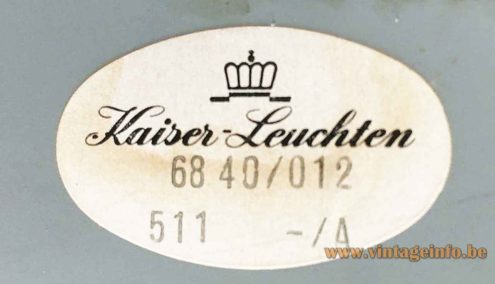 Kaiser-Leuchten
68 40/012
511 -/A
www.vintageinfo.be